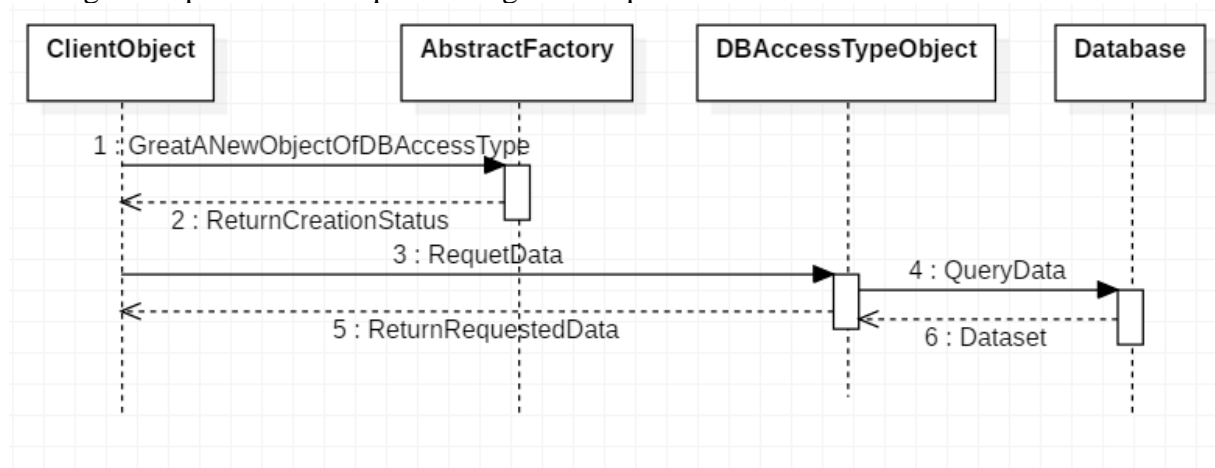 ClientObject
AbstractFactory
DBAccessTypeObject
Database
1 : GreatANewObjectOfDBAccessType
2 : ReturnCreationStatus
3 : RequetData
4 : QueryData
5 : ReturnRequestedData
6 : Dataset